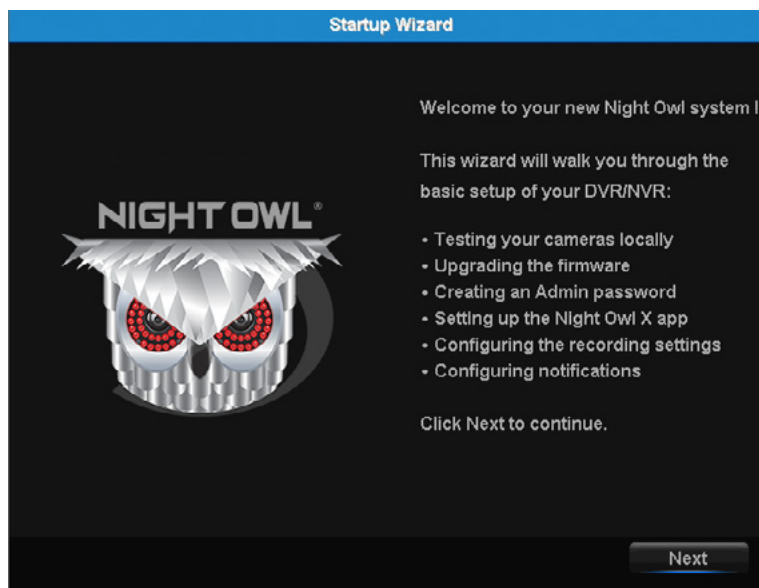 Startup Wizard
NIGHT OWL®
Welcome to your new Night Owl system !
This wizard will walk you through the
basic setup of your DVR/NVR:
• Testing your cameras locally
• Upgrading the firmware
• Creating an Admin password
• Setting up the Night Owl X app
• Configuring the recording settings
• Configuring notifications
Click Next to continue.
Next